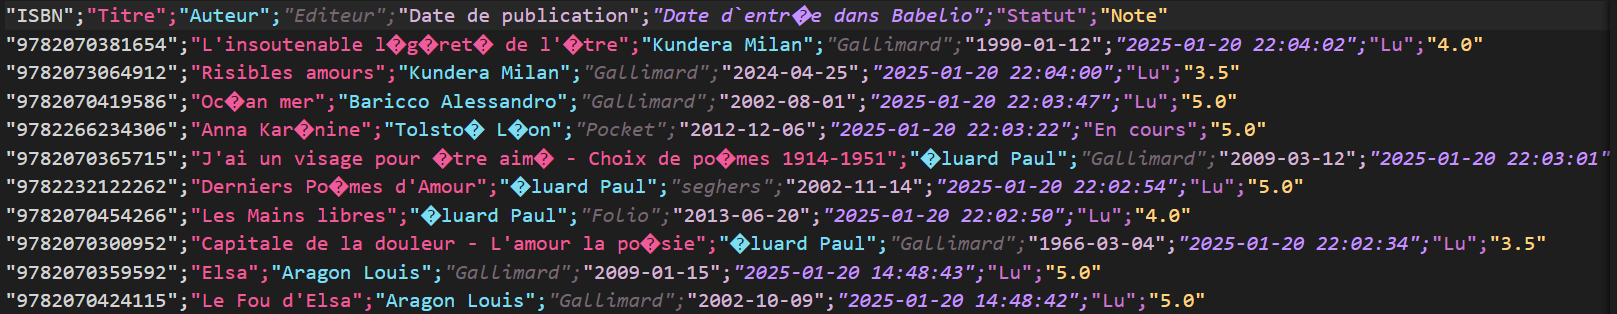 "ISBN";"Titre";"Auteur";"Editeur";"Date de publication";"Date d`entr�e dans Babelio";"Statut";"Note"
"9782070381654";"L'insoutenable l�g�ret� de l'�tre";"Kundera Milan";"Gallimard";"1990-01-12";"2025-01-20 22:04:02";"Lu";"4.0"
"9782073064912";"Risibles amours";"Kundera Milan";"Gallimard";"2024-04-25";"2025-01-20 22:04:00";"Lu";"3.5"
"9782070419586";"Oc�an mer";"Baricco Alessandro";"Gallimard";"2002-08-01";"2025-01-20 22:03:47";"Lu";"5.0"
"9782266234306";"Anna Kar�nine";"Tolsto� L�on";"Pocket";"2012-12-06";"2025-01-20 22:03:22";"En cours";"5.0"
"9782070365715";"J'ai un visage pour �tre aim� - Choix de po�mes 1914-1951";"�luard Paul";"Gallimard";"2009-03-12";"2025-01-20 22:03:01"
"9782232122262";"Derniers Po�mes d'Amour";"�luard Paul";"seghers";"2002-11-14";"2025-01-20 22:02:54";"Lu";"5.0"
"9782070454266";"Les Mains libres";"�luard Paul";"Folio";"2013-06-20";"2025-01-20 22:02:50";"Lu";"4.0"
"9782070300952";"Capitale de la douleur - L'amour la po�sie";"�luard Paul";"Gallimard";"1966-03-04";"2025-01-20 22:02:34";"Lu";"3.5"
"9782070359592";"Elsa";"Aragon Louis";"Gallimard";"2009-01-15";"2025-01-20 14:48:43";"Lu";"5.0"
"9782070424115";"Le Fou d'Elsa";"Aragon Louis";"Gallimard";"2002-10-09";"2025-01-20 14:48:42";"Lu";"5.0"